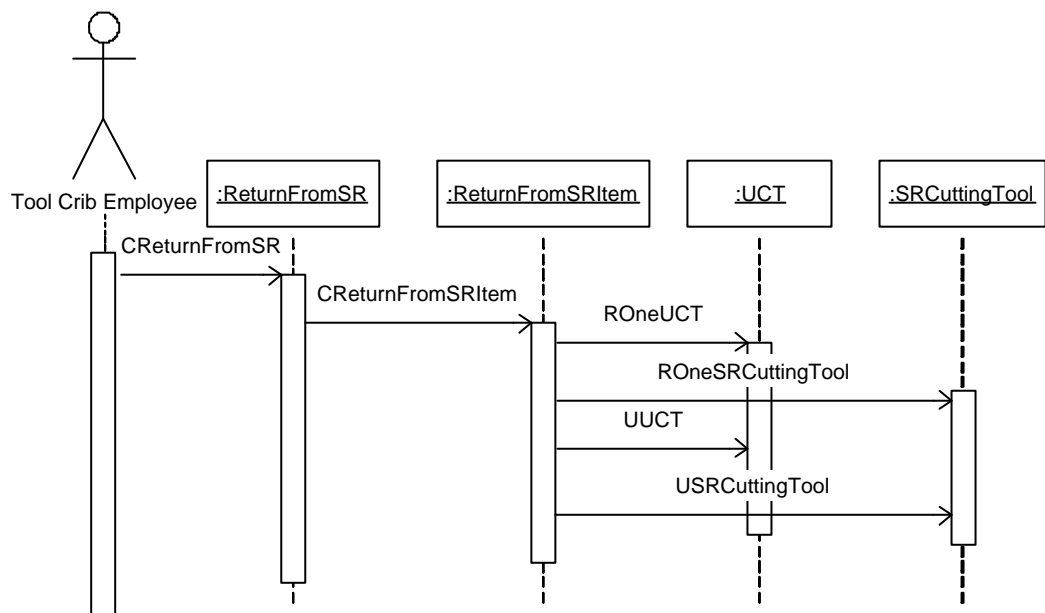 Tool Crib Employee
:ReturnFromSR
:ReturnFromSRItem
:UCT
:SRCuttingTool
CReturnFromSR
CReturnFromSRItem
ROneUCT
ROneSRCuttingTool
UUCT
USRCuttingTool